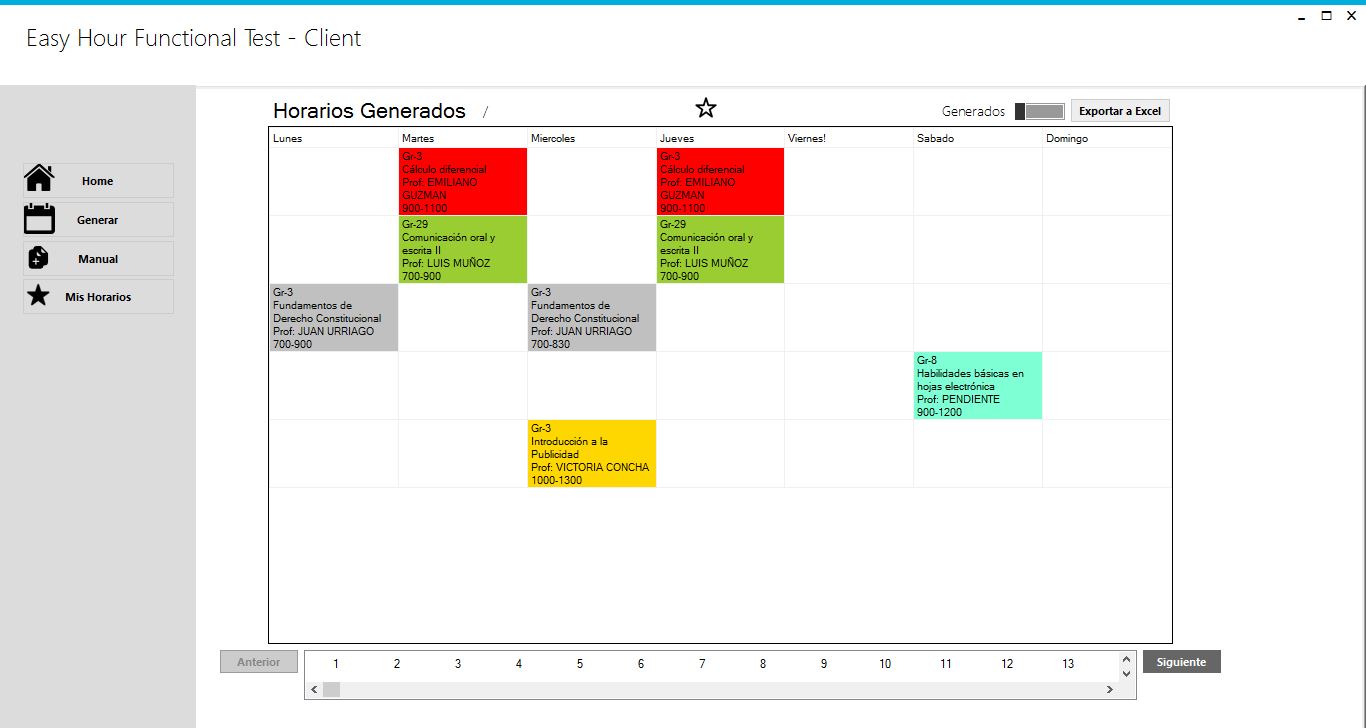 Easy Hour Functional Test - Client
Horarios Generados /
Generados
Exportar a Excel
Home
Generar
Manual
Mis Horarios
Lunes Martes Miercoles Jueves Viernes! Sabado Domingo
Gr-3
Cálculo diferencial
Prof: EMILIANO
GUZMAN
900-1100
Gr-3
Cálculo diferencial
Prof: EMILIANO
GUZMAN
900-1100
Gr-29
Comunicación oral y
escrita II
Prof: LUIS MUÑOZ
700-900
Gr-29
Comunicación oral y
escrita II
Prof: LUIS MUÑOZ
700-900
Gr-3
Fundamentos de
Derecho Constitucional
Prof: JUAN URRIAGO
700-900
Gr-3
Fundamentos de
Derecho Constitucional
Prof: JUAN URRIAGO
700-830
Gr-8
Habilidades básicas en
hojas electrónica
Prof: PENDIENTE
900-1200
Gr-3
Introducción a la
Publicidad
Prof: VICTORIA CONCHA
1000-1300
Anterior
1 2 3 4 5 6 7 8 9 10 11 12 13
Siguiente